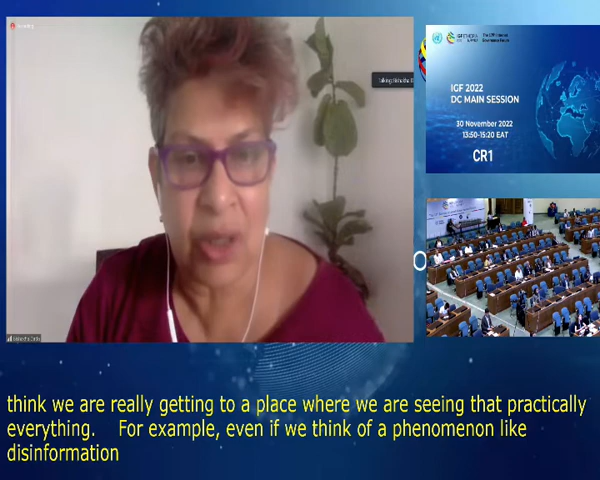 IGF 2022
DC MAIN SESSION
30 November 2022
13:50-15:20 EAT
CR1
think we are really getting to a place where we are seeing that practically
everything. For example, even if we think of a phenomenon like
disinformation